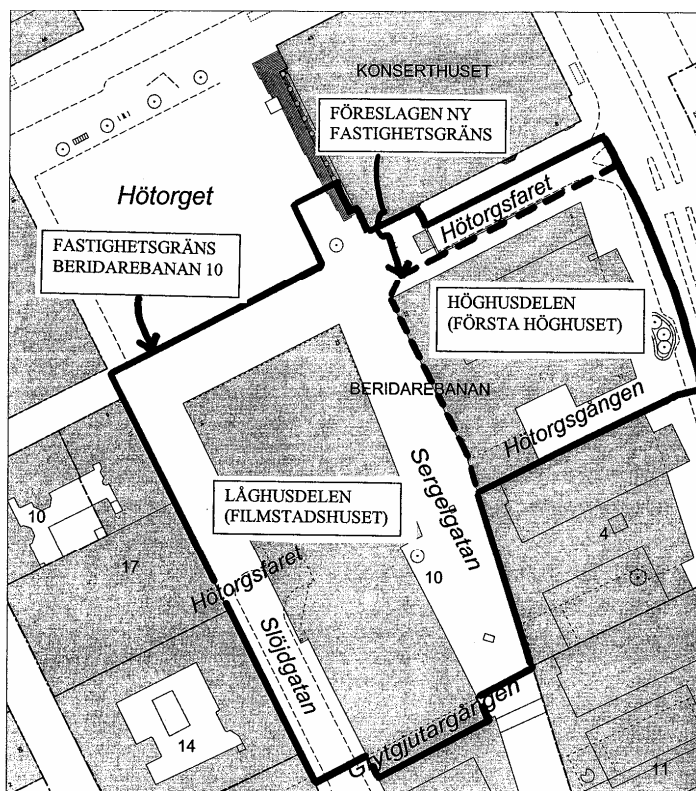 KONSERTHUSET
FÖRESLAGEN NY
FASTIGHETSGRÄNS
Hötorget
Hötorgsfaret
FASTIGHETSGRÄNS
BERIDAREBANAN 10
HÖGHUSDELEN
(FÖRSTA HÖGHUSET)
BERIDAREBANAN
Hötorgsgången
Sergelgatan
LÅGHUSDELEN
(FILMSTADSHUSET)
10
4
17
10
Hötorgsfaret
Slöjdgatan
Grytgjutargången
14
11